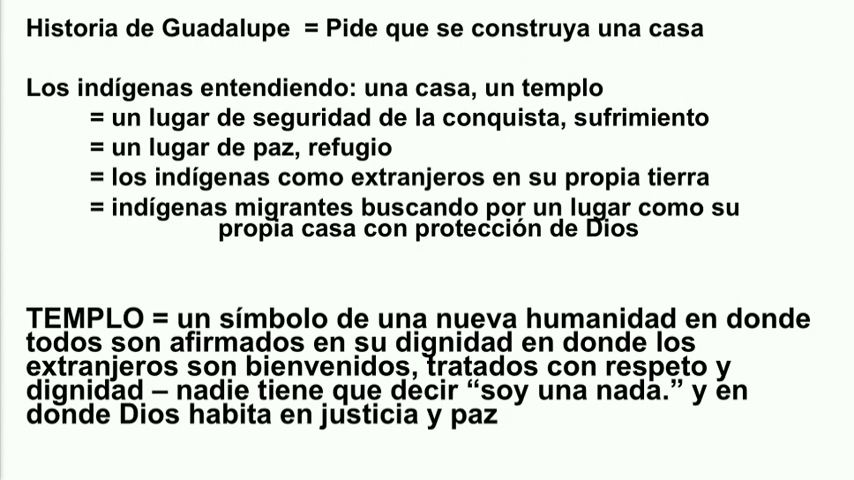 Historia de Guadalupe = Pide que se construya una casa
Los indígenas entendiendo: una casa, un templo
= un lugar de seguridad de la conquista, sufrimiento
= un lugar de paz, refugio
= los indígenas como extranjeros en su propia tierra
= indígenas migrantes buscando por un lugar como su
propia casa con protección de Dios
TEMPLO = un símbolo de una nueva humanidad en donde
todos son afirmados en su dignidad en donde los
extranjeros son bienvenidos, tratados con respeto y
dignidad – nadie tiene que decir “soy una nada.” y en
donde Dios habita en justicia y paz